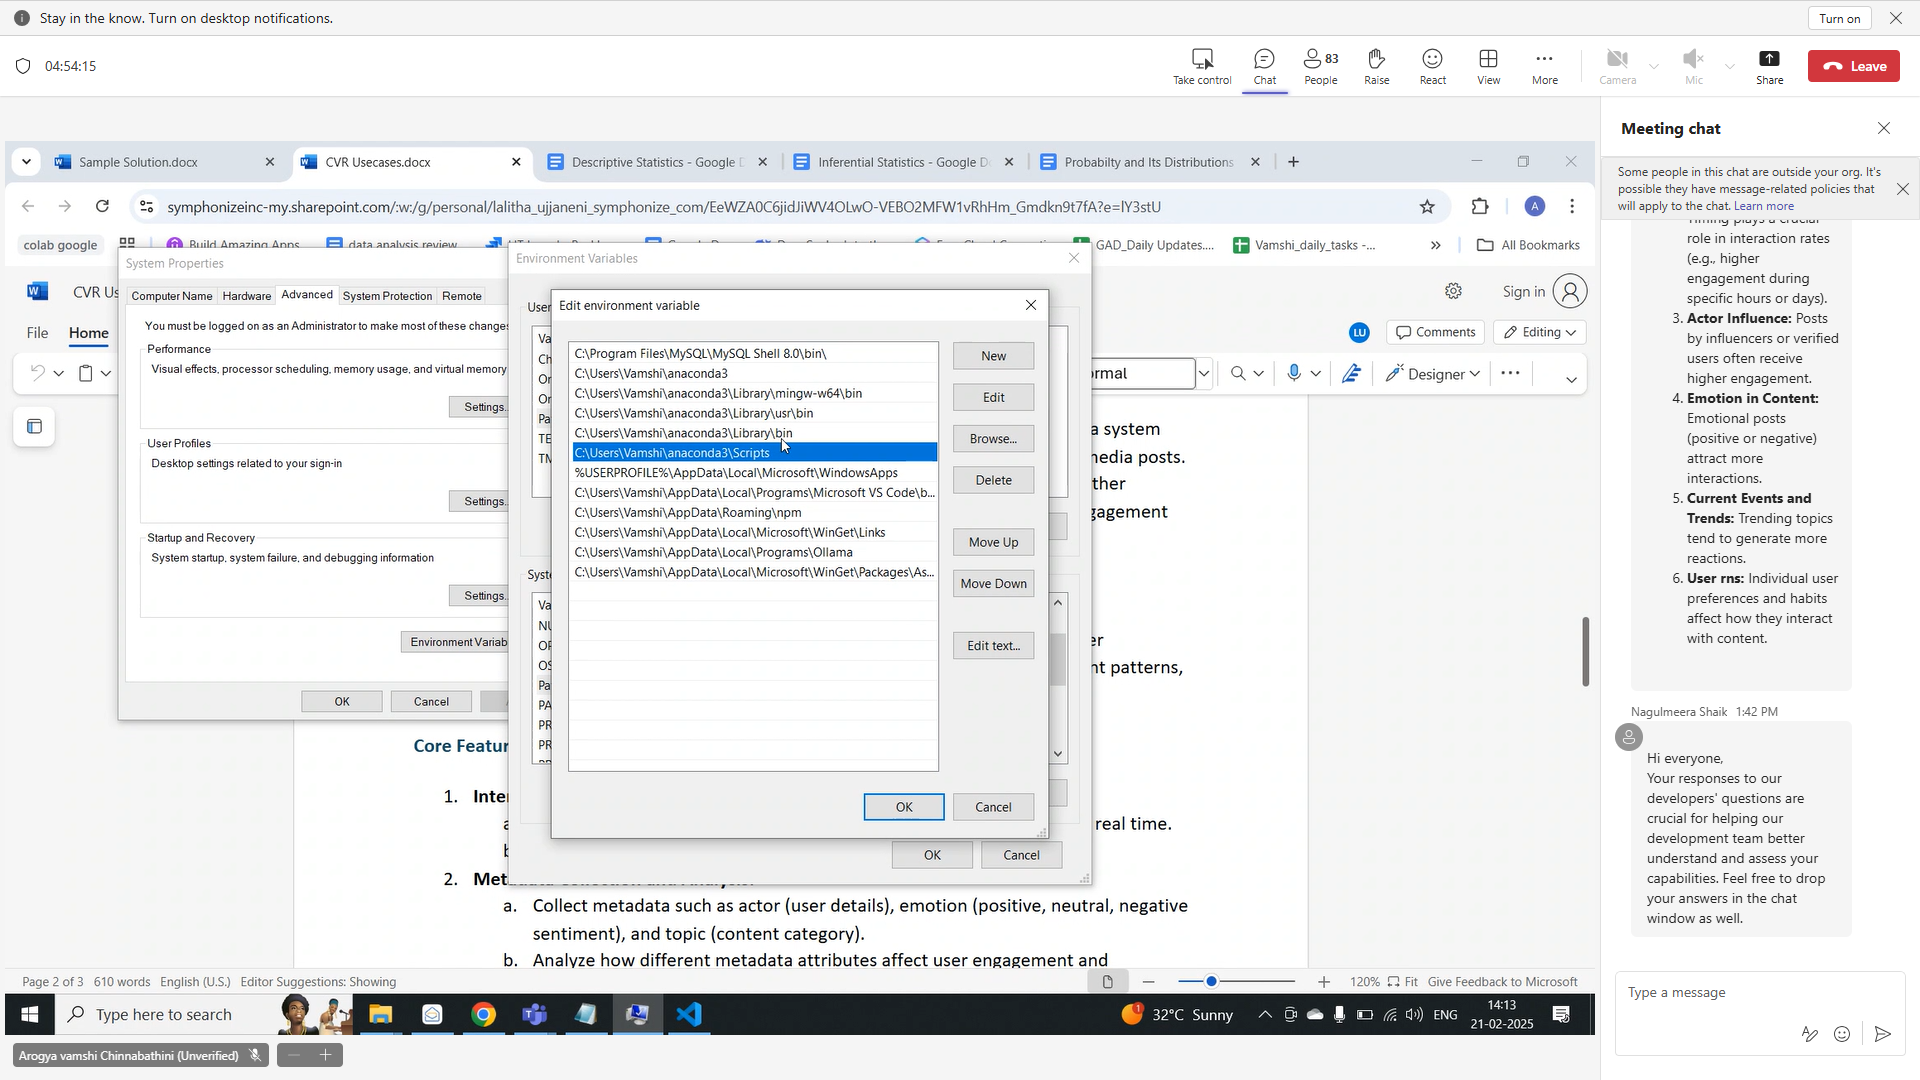 Stay in the know. Turn on desktop notifications.
Turn on
04:54:15
Take control
Chat
83
People
Raise
React
View
More
Camera
Mic
Share
Leave
Sample Solution.docx
CVR Usecases.docx
Descriptive Statistics - Google D
Inferential Statistics - Google D
Probabilty and Its Distributions
symphonizeinc-my.sharepoint.com/:w:/g/personal/lalitha_ujjaneni_symphonize_com/EeWZA0C6jidJiWV4OLwO-VEBO2MFW1vRhHm_Gmdkn9t7fA?e=lY3stU
colab google
Build Amazing Apps
data analysis review
GAD_Daily Updates....
Vamshi_daily_tasks -...
All Bookmarks
CVR Us
Sign in
File
Home
LU
Comments
Editing
ormal
Designer
System Properties
Computer Name
Hardware
Advanced
System Protection
Remote
You must be logged on as an Administrator to make most of these changes
Performance
Visual effects, processor scheduling, memory usage, and virtual memory
Settings..
User Profiles
Desktop settings related to your sign-in
Settings..
Startup and Recovery
System startup, system failure, and debugging information
Settings..
Environment Variab
OK
Cancel
Environment Variables
User
Va
Ch
Or
Or
Pa
TE
TM
Syste
Va
NU
OF
OS
Pa
PA
PR
PR
OK
Cancel
Edit environment variable
C:\Program Files\MySQL\MySQL Shell 8.0\bin\
C:\Users\Vamshi\anaconda3
C:\Users\Vamshi\anaconda3\Library\mingw-w64\bin
C:\Users\Vamshi\anaconda3\Library\usr\bin
C:\Users\Vamshi\anaconda3\Library\bin
C:\Users\Vamshi\anaconda3\Scripts
%USERPROFILE%\AppData\Local\Microsoft\WindowsApps
C:\Users\Vamshi\AppData\Local\Programs\Microsoft VS Code\b...
C:\Users\Vamshi\AppData\Roaming\npm
C:\Users\Vamshi\AppData\Local\Microsoft\WinGet\Links
C:\Users\Vamshi\AppData\Local\Programs\Ollama
C:\Users\Vamshi\AppData\Local\Microsoft\WinGet\Packages\As...
New
Edit
Browse...
Delete
Move Up
Move Down
Edit text...
OK
Cancel
a system
nedia posts.
ther
gagement
er
nt patterns,
Core Featur
1. Inte
real time.
2. Met
a. Collect metadata such as actor (user details), emotion (positive, neutral, negative
sentiment), and topic (content category).
b. Analyze how different metadata attributes affect user engagement and
Page 2 of 3
610 words
English (U.S.)
Editor Suggestions: Showing
120%
Fit
Give Feedback to Microsoft
Type here to search
1
32°C Sunny
ENG
14:13
21-02-2025
Arogya vamshi Chinnabathini (Unverified)
Meeting chat
Some people in this chat are outside your org. It's
possible they have message-related policies that
will apply to the chat. Learn more
Timing plays a crucial
role in interaction rates
(e.g., higher
engagement during
specific hours or days).
3. Actor Influence: Posts
by influencers or verified
users often receive
higher engagement.
4. Emotion in Content:
Emotional posts
(positive or negative)
attract more
interactions.
5. Current Events and
Trends: Trending topics
tend to generate more
reactions.
6. User rns: Individual user
preferences and habits
affect how they interact
with content.
Nagulmeera Shaik 1:42 PM
Hi everyone,
Your responses to our
developers' questions are
crucial for helping our
development team better
understand and assess your
capabilities. Feel free to drop
your answers in the chat
window as well.
Type a message